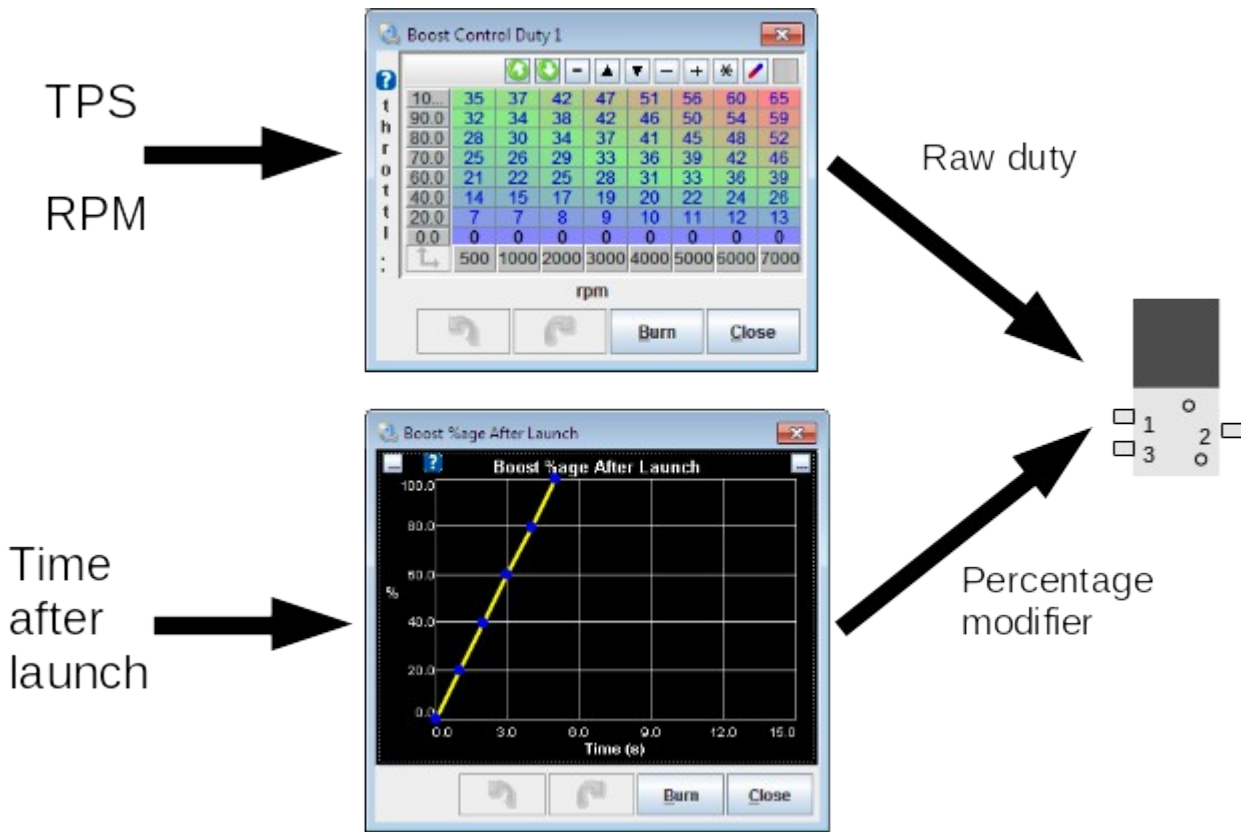 TPS
RPM
Boost Control Duty 1
throttl:
10... 35 37 42 47 51 56 60 65
90.0 32 34 38 42 46 50 54 59
80.0 28 30 34 37 41 45 48 52
70.0 25 26 29 33 36 39 42 46
60.0 21 22 25 28 31 33 36 39
40.0 14 15 17 19 20 22 24 26
20.0 7 7 8 9 10 11 12 13
0.0 0 0 0 0 0 0 0 0
500 1000 2000 3000 4000 5000 6000 7000
rpm
Burn Close
Raw duty
1
2
3
Time
after
launch
Boost %age After Launch
Boost %age After Launch
100.0
80.0
60.0
%
40.0
20.0
0.0
0.0 3.0 6.0 9.0 12.0 15.0
Time (s)
Burn Close
Percentage
modifier